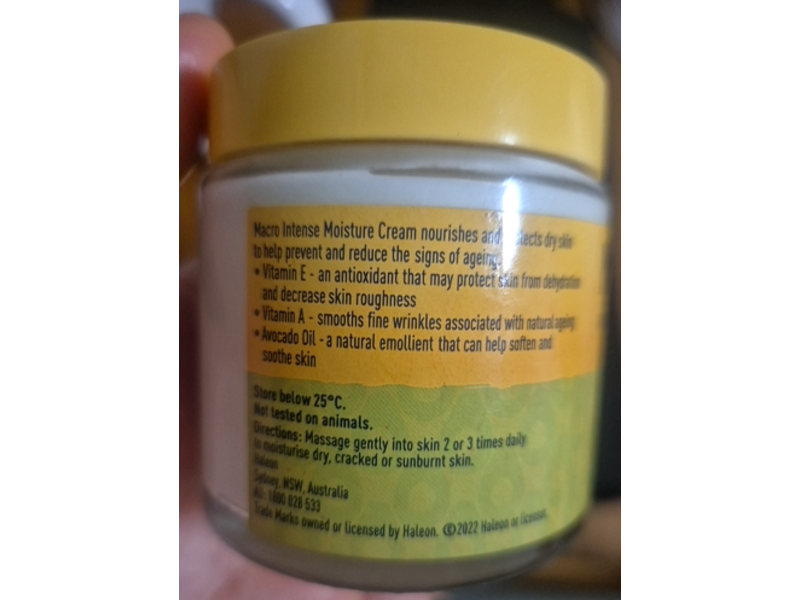 Macro Intense Moisture Cream nourishes and protects dry skin
to help prevent and reduce the signs of ageing.
• Vitamin E - an antioxidant that may protect skin from dehydration
and decrease skin roughness
• Vitamin A - smooths fine wrinkles associated with natural ageing
• Avocado Oil - a natural emollient that can help soften and
soothe skin
Store below 25°C.
Not tested on animals.
Directions: Massage gently into skin 2 or 3 times daily
to moisturise dry, cracked or sunburnt skin.
Haleon
Sydney, NSW, Australia
AU: 1800 028 533
Trade Marks owned or licensed by Haleon. ©2022 Haleon or licensor.